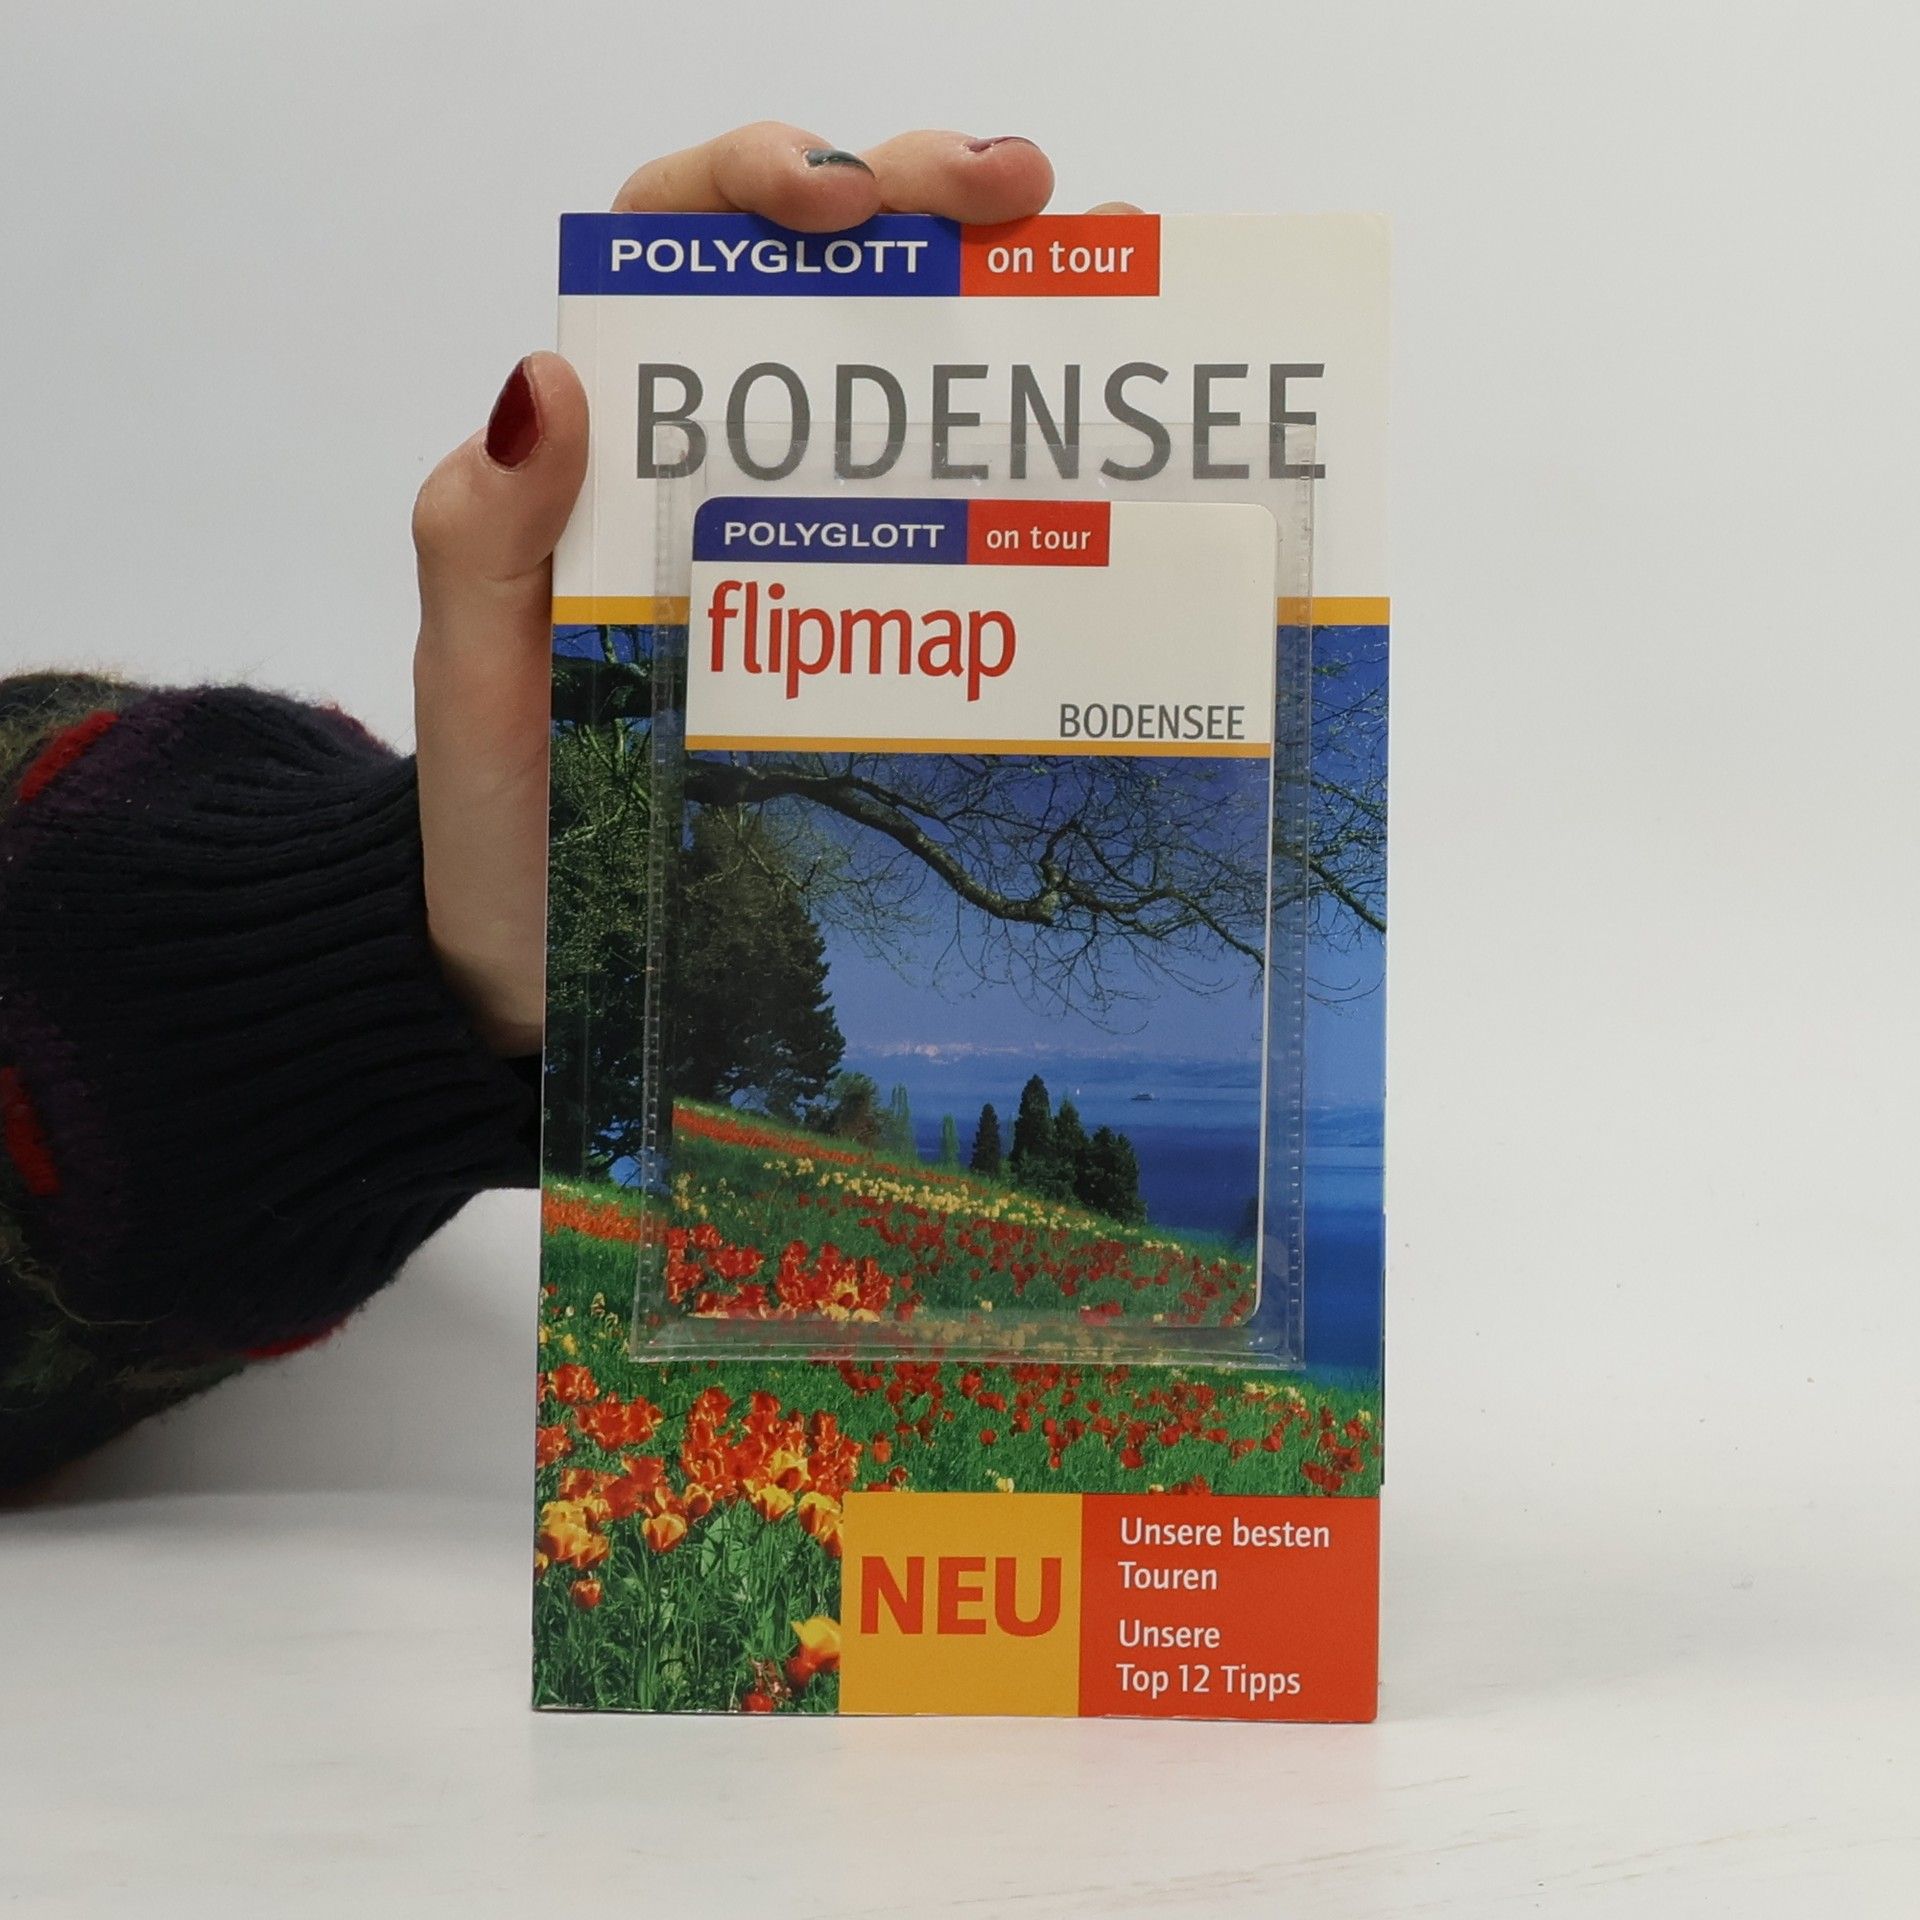 POLYGLOTT on tour
BODENSEE
POLYGLOTT on tour
flipmap
BODENSEE
NEU
Unsere besten
Touren
Unsere
Top 12 Tipps